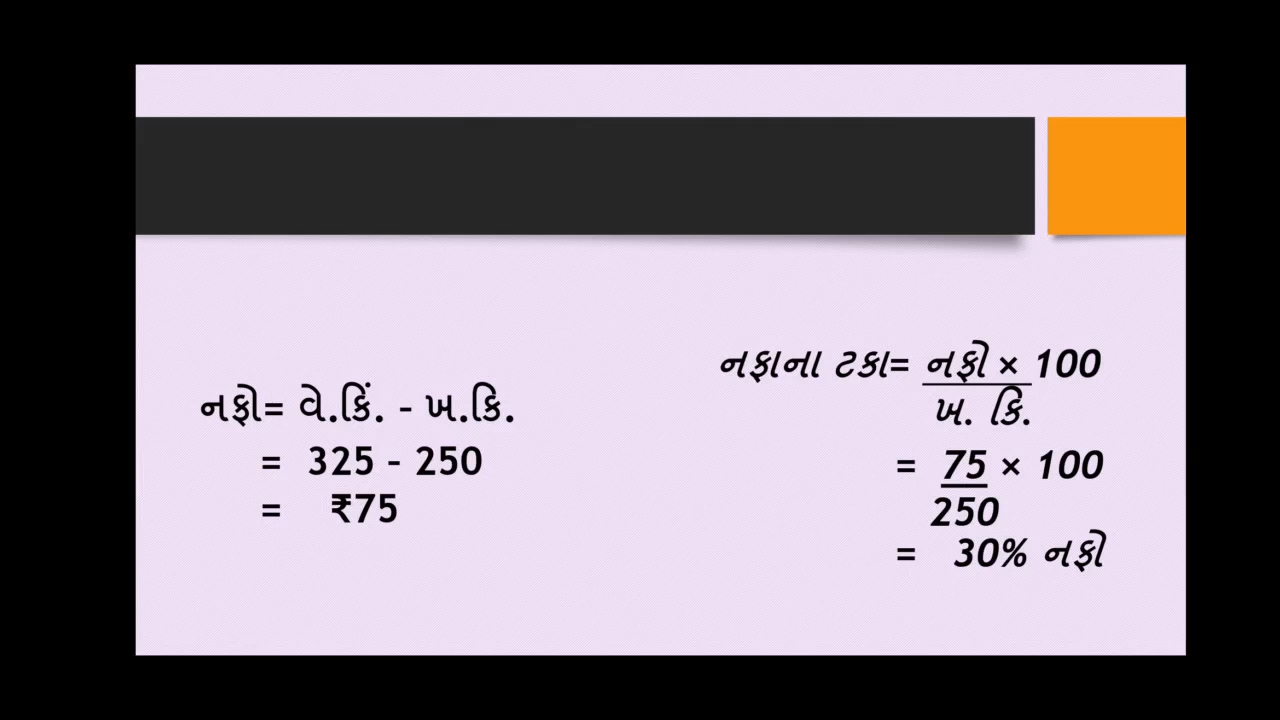 નફો= વે.કિં. - ખ.કિ.
= 325 - 250
= ₹75
નફાના ટકા= નફો × 100
ખ. કિ.
= 75 × 100
250
= 30% નફો